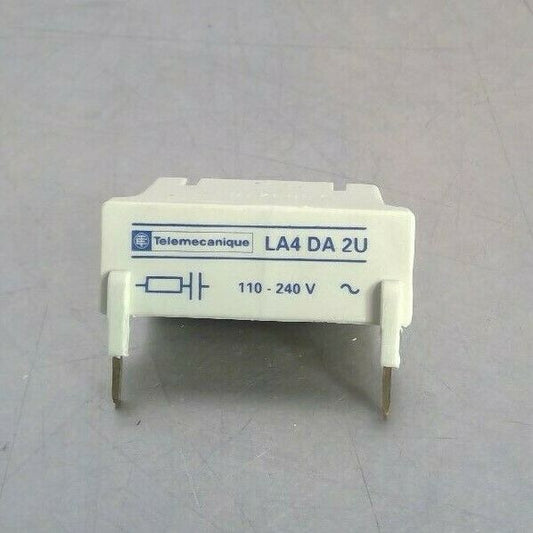 Telemecanique LA4 DA 2U
110 - 240 V ~